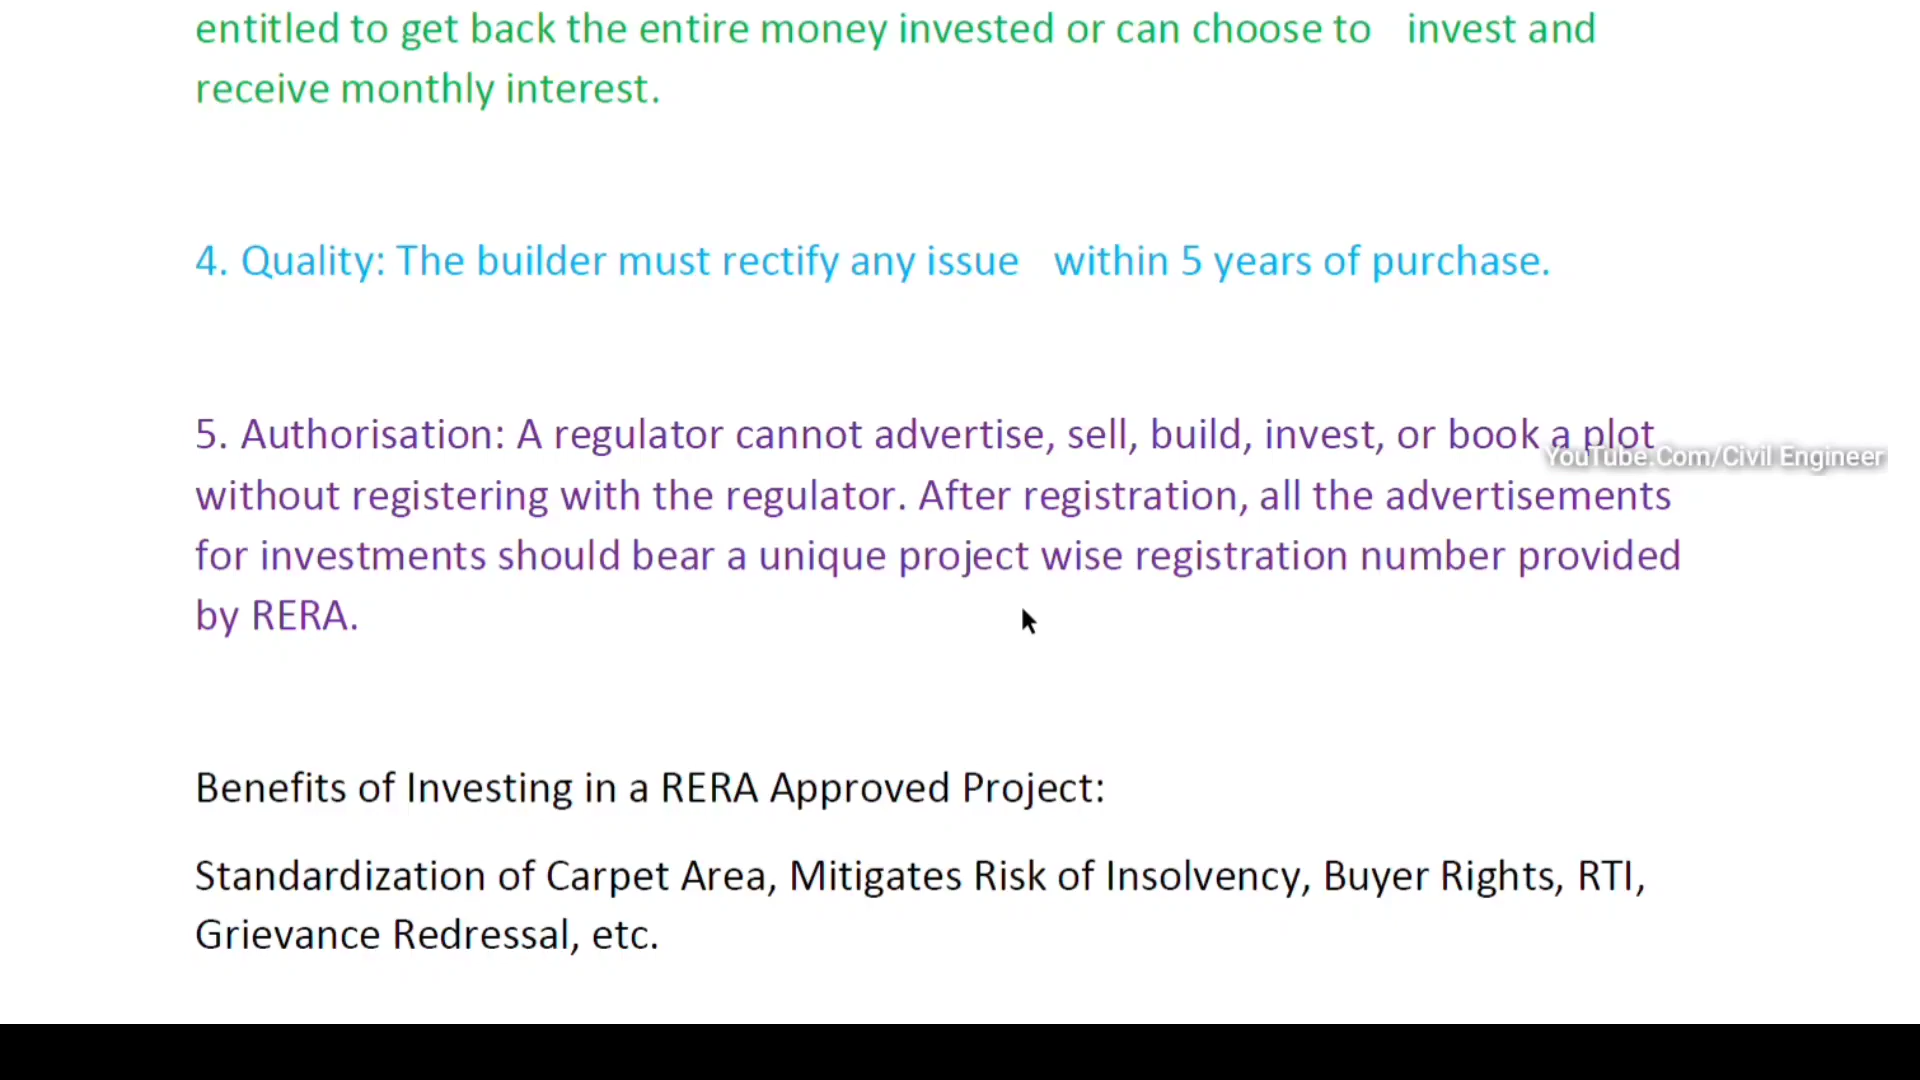 entitled to get back the entire money invested or can choose to invest and
receive monthly interest.
4. Quality: The builder must rectify any issue within 5 years of purchase.
5. Authorisation: A regulator cannot advertise, sell, build, invest, or book a plot
YouTube.Com/Civil Engineer
without registering with the regulator. After registration, all the advertisements
for investments should bear a unique project wise registration number provided
by RERA.
Benefits of Investing in a RERA Approved Project:
Standardization of Carpet Area, Mitigates Risk of Insolvency, Buyer Rights, RTI,
Grievance Redressal, etc.